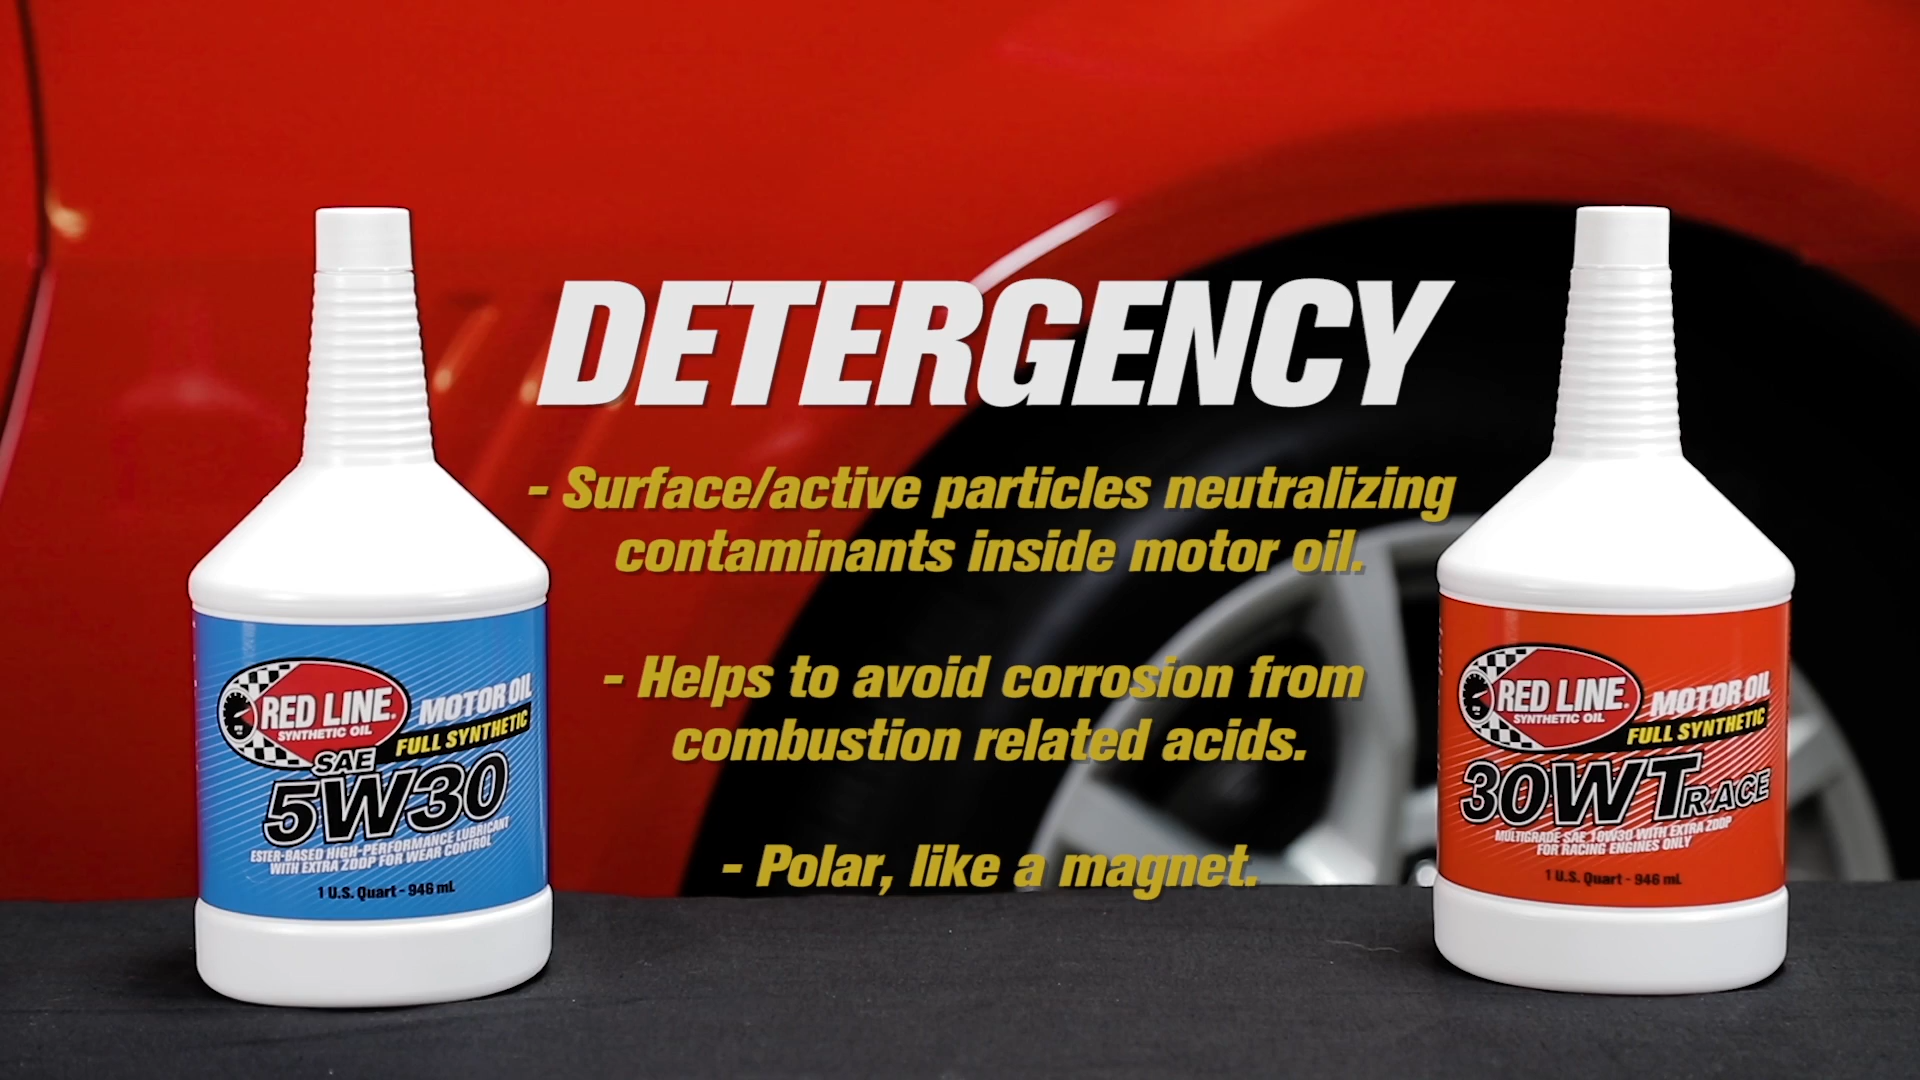 DETERGENCY
- Surface/active particles neutralizing
contaminants inside motor oil.
- Helps to avoid corrosion from
combustion related acids.
- Polar, like a magnet.
RED LINE®
SYNTHETIC OIL
MOTOR OIL
FULL SYNTHETIC
SAE
5W30
ESTER-BASED HIGH-PERFORMANCE LUBRICANT
WITH EXTRA ZDDP FOR WEAR CONTROL
1 U.S. Quart - 946 mL
RED LINE®
SYNTHETIC OIL
MOTOR OIL
FULL SYNTHETIC
30WT RACE
MULTIGRADE SAE 10W30 WITH EXTRA ZDDP
FOR RACING ENGINES ONLY
1 U.S. Quart - 946 mL